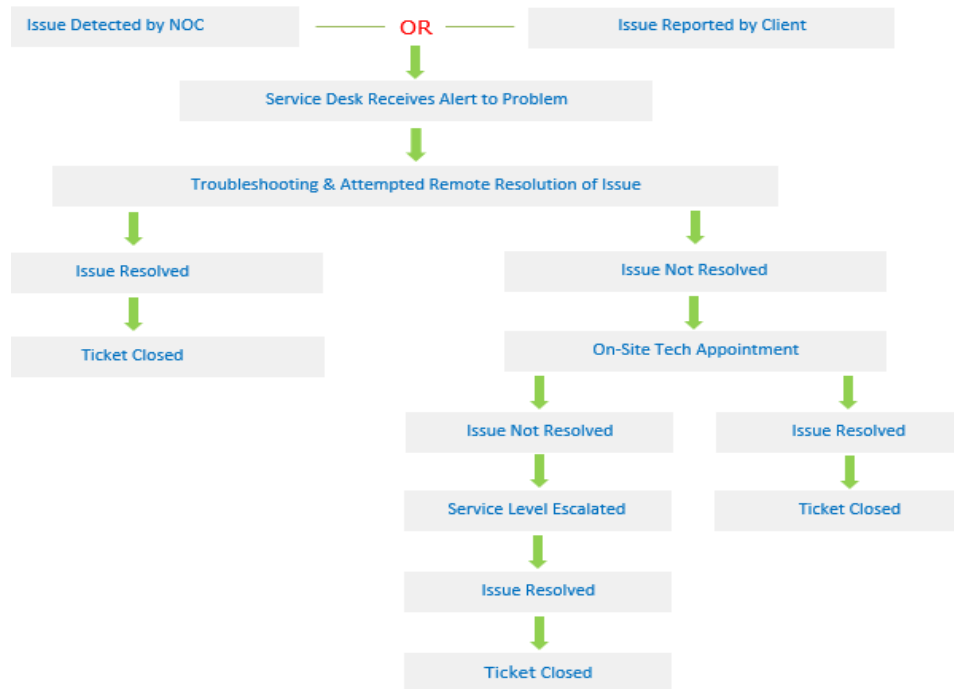 Issue Detected by NOC
OR
Issue Reported by Client
Service Desk Receives Alert to Problem
Troubleshooting & Attempted Remote Resolution of Issue
Issue Resolved
Issue Not Resolved
Ticket Closed
On-Site Tech Appointment
Issue Not Resolved
Issue Resolved
Service Level Escalated
Ticket Closed
Issue Resolved
Ticket Closed